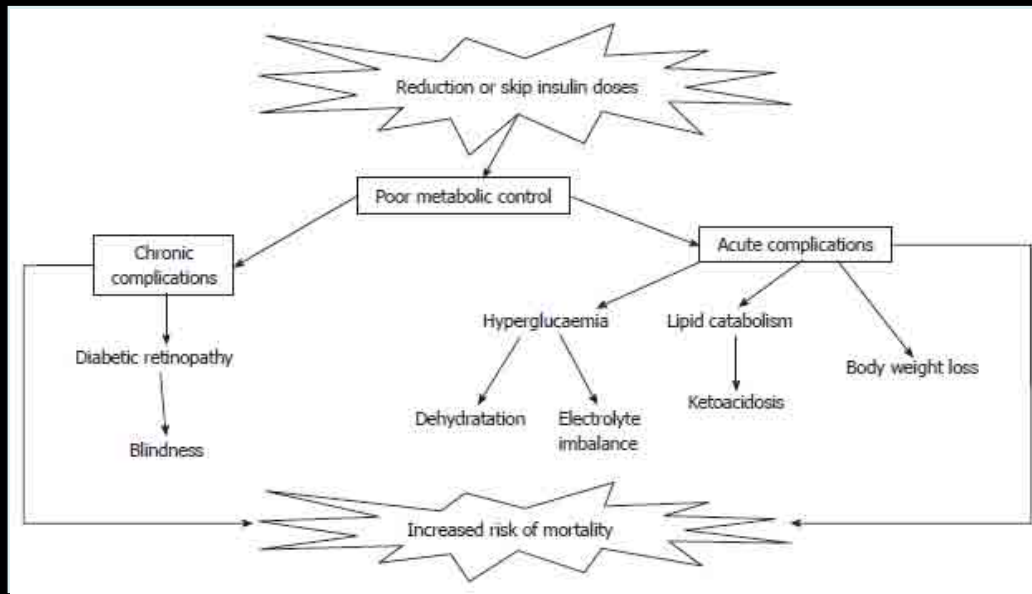 Reduction or skip insulin doses
Poor metabolic control
Chronic
complications
Acute complications
Hyperglucaemia
Lipid catabolism
Diabetic retinopathy
Body weight loss
Ketoacidosis
Dehydratation
Electrolyte
imbalance
Blindness
Increased risk of mortality